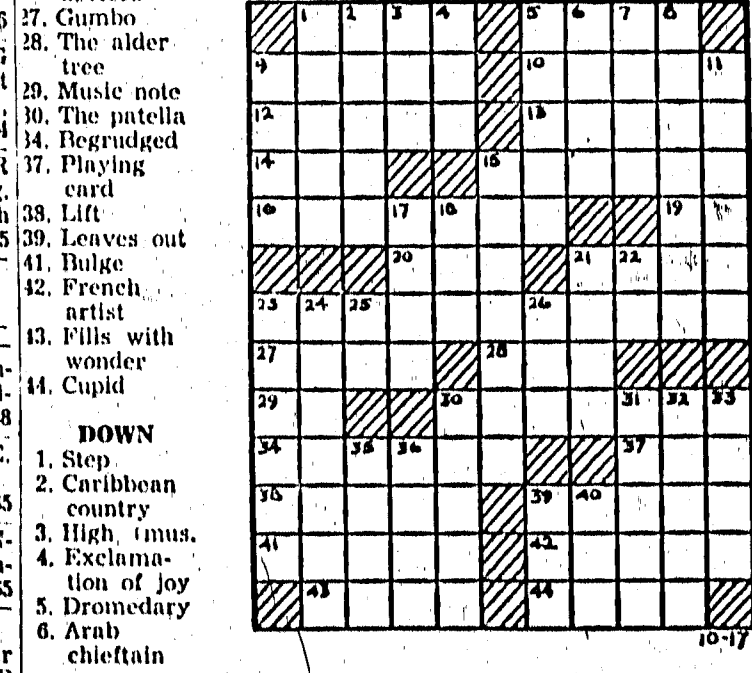 27. Gumbo
28. The alder
tree
29. Music note
30. The patella
34. Begrudged
37. Playing
card
38. Lift
39. Leaves out
41. Bulge
42. French
artist
43. Fills with
wonder
44. Cupid
DOWN
1. Step
2. Caribbean
country
3. High (mus.
4. Exclama-
tion of joy
5. Dromedary
6. Arab
chieftain
1 2 3 4 5 6 7 8
9 10 11
12 13
14 15
16 17 18 19
20 21 22
23 24 25 26
27 28
29 30 31 32 33
34 35 36 37
38 39 40
41 42
43 44
10-17